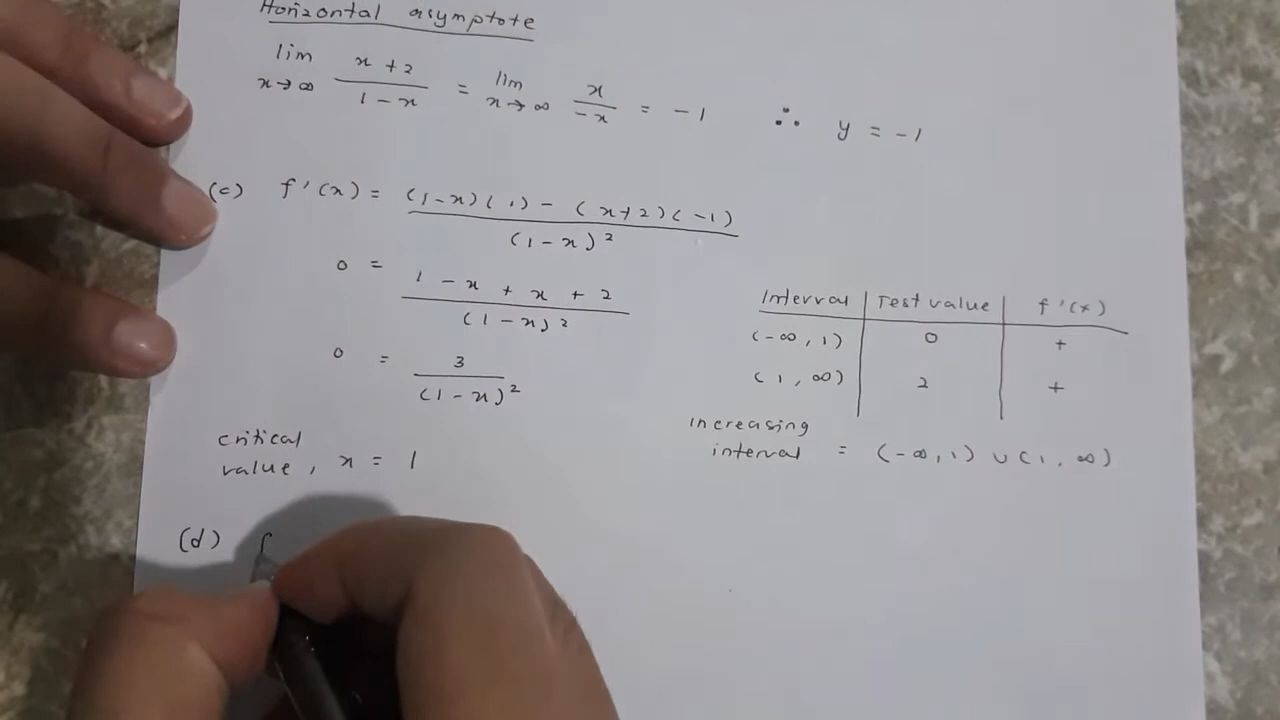 Horizontal asymptote
lim x→∞ x+2 / 1-x = lim x→∞ x / -x = -1 ∴ y = -1
(c) f'(x) = (1-x)(1) - (x+2)(-1) / (1-x)²
0 = 1 - x + x + 2 / (1-x)²
0 = 3 / (1-x)²
critical
value, x = 1
Interval | Test value | f'(x)
(-∞, 1) | 0 | +
(1, ∞) | 2 | +
increasing
interval = (-∞, 1) ∪ (1, ∞)
(d) f